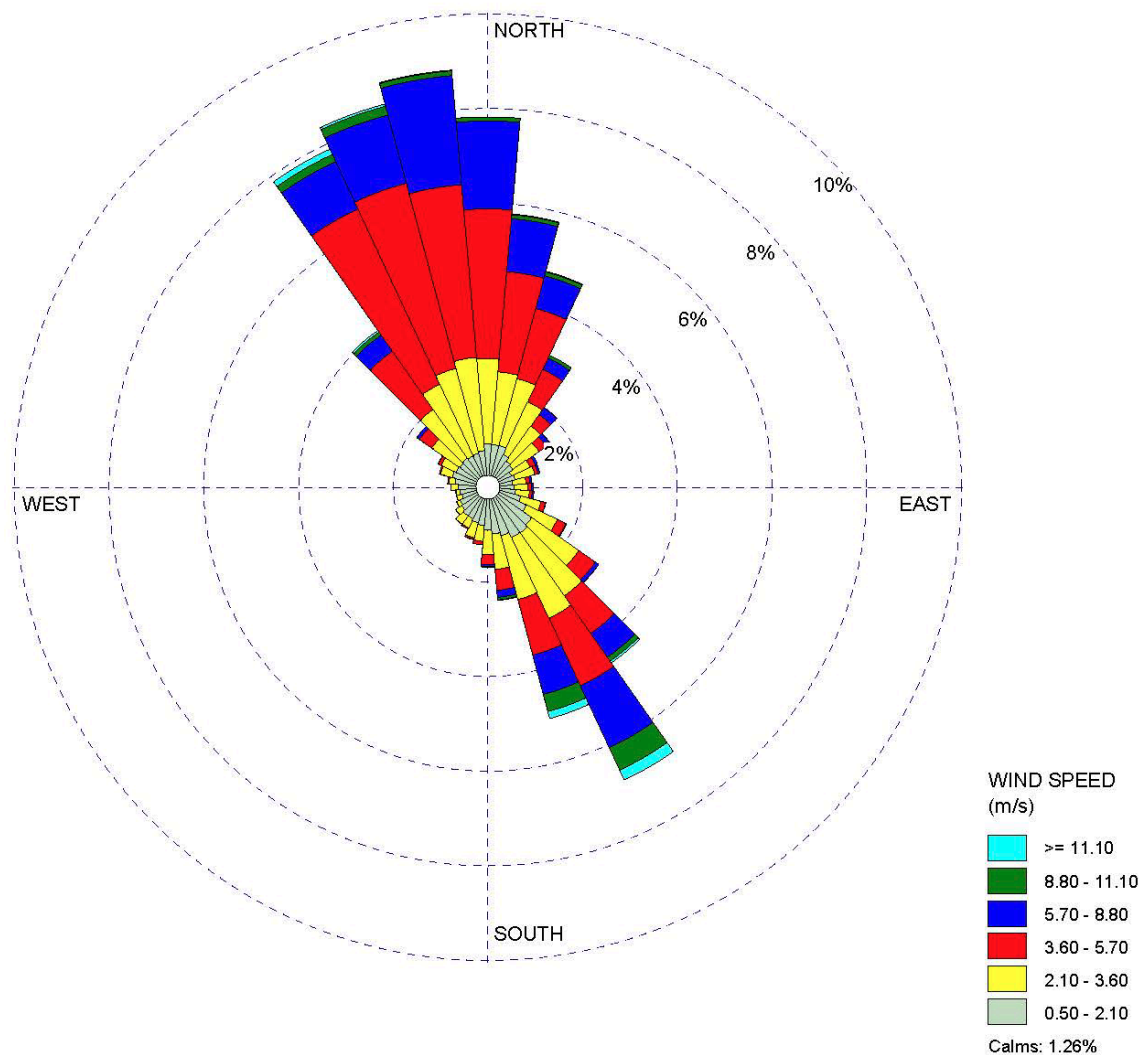 NORTH
10%
8%
6%
4%
2%
WEST
EAST
SOUTH
WIND SPEED
(m/s)
>= 11.10
8.80 - 11.10
5.70 - 8.80
3.60 - 5.70
2.10 - 3.60
0.50 - 2.10
Calms: 1.26%